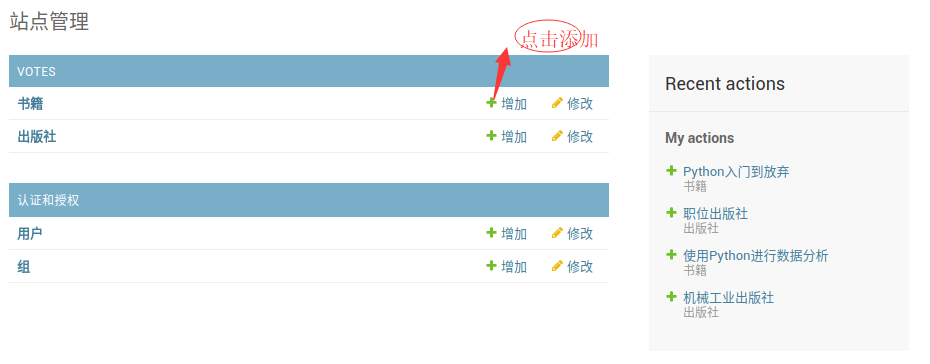 站点管理
点击添加
VOTES
书籍 增加 修改
出版社 增加 修改
认证和授权
用户 增加 修改
组 增加 修改
Recent actions
My actions
Python入门到放弃
书籍
职位出版社
出版社
使用Python进行数据分析
书籍
机械工业出版社
出版社